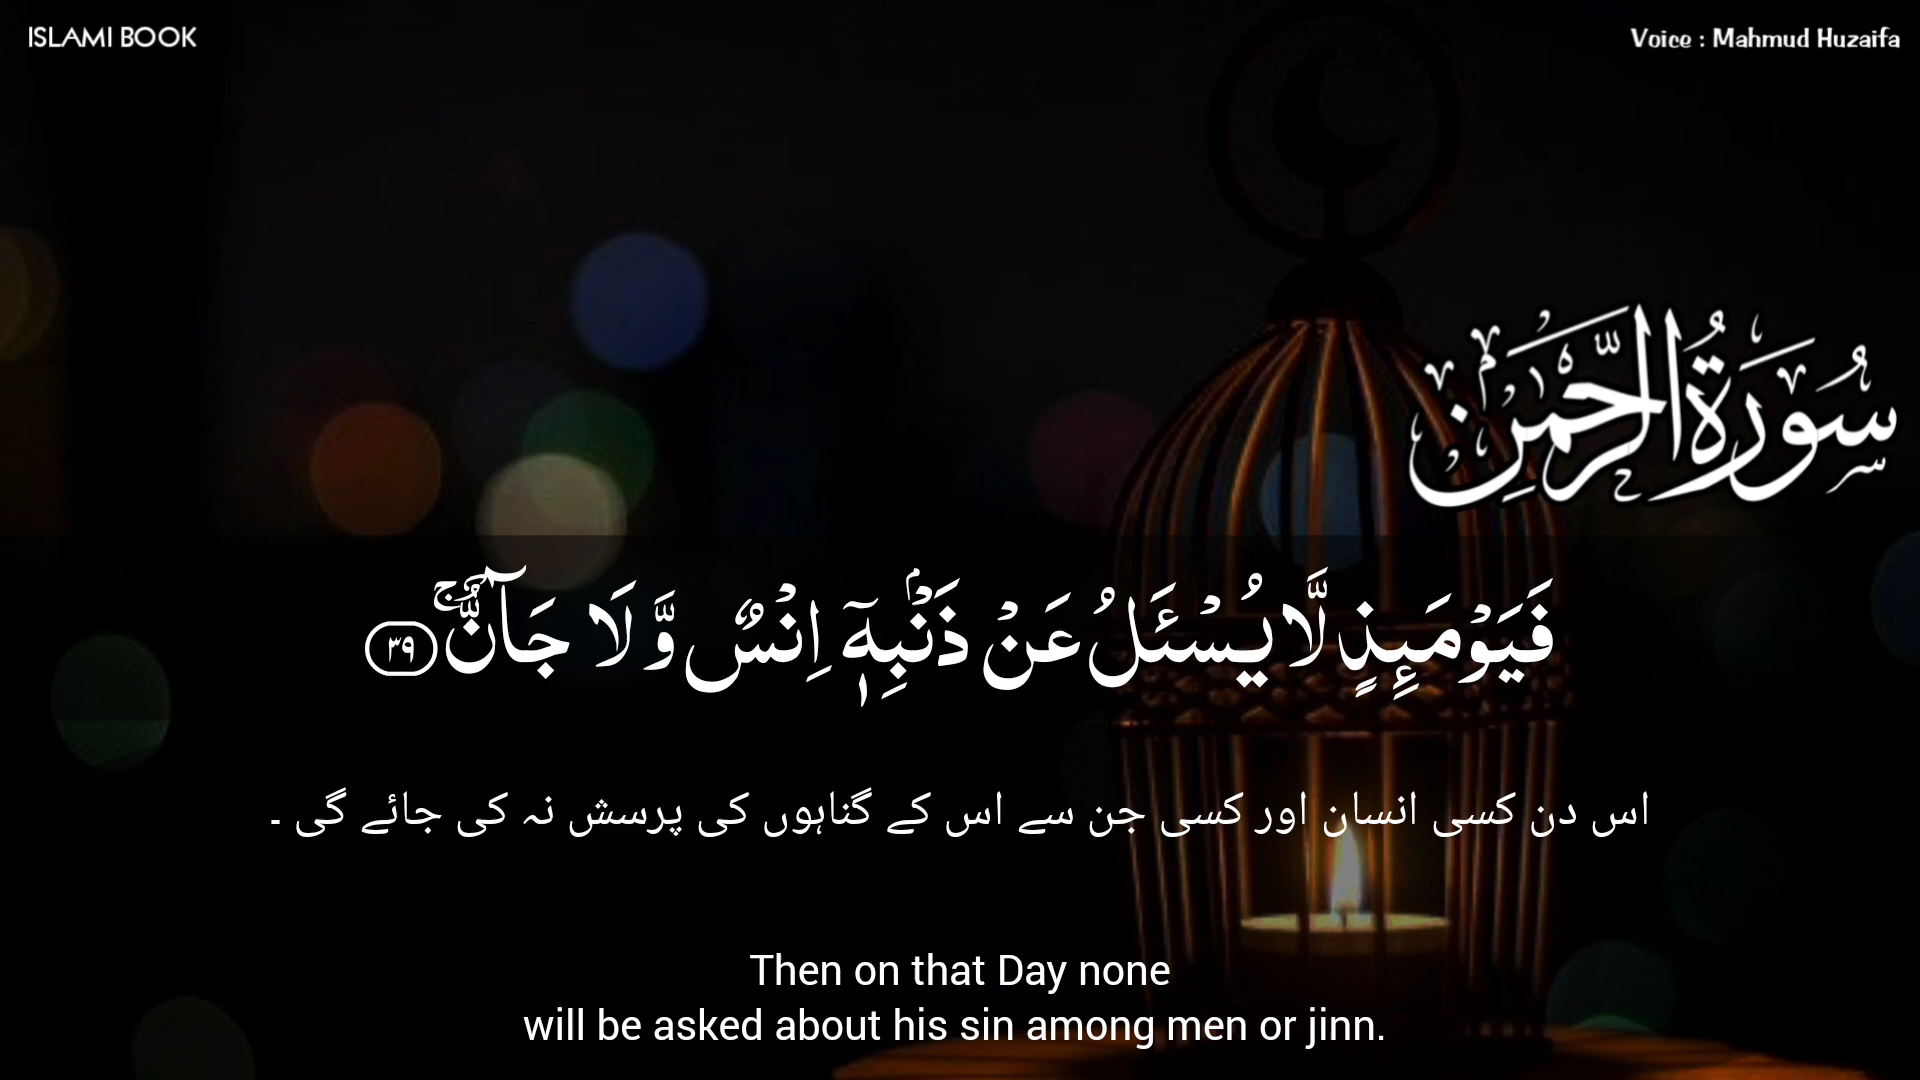 ISLAMI BOOK
Voice : Mahmud Huzaifa
سُورَةُ الرَّحْمٰنِ
فَيَوْمَئِذٍ لَّا يُسْـَٔلُ عَنْ ذَنْۢبِهٖۤ اِنْسٌ وَّ لَا جَآنٌّۚ ۝۳۹
اس دن کسی انسان اور کسی جن سے اس کے گناہوں کی پرسش نہ کی جائے گی ۔
Then on that Day none
will be asked about his sin among men or jinn.